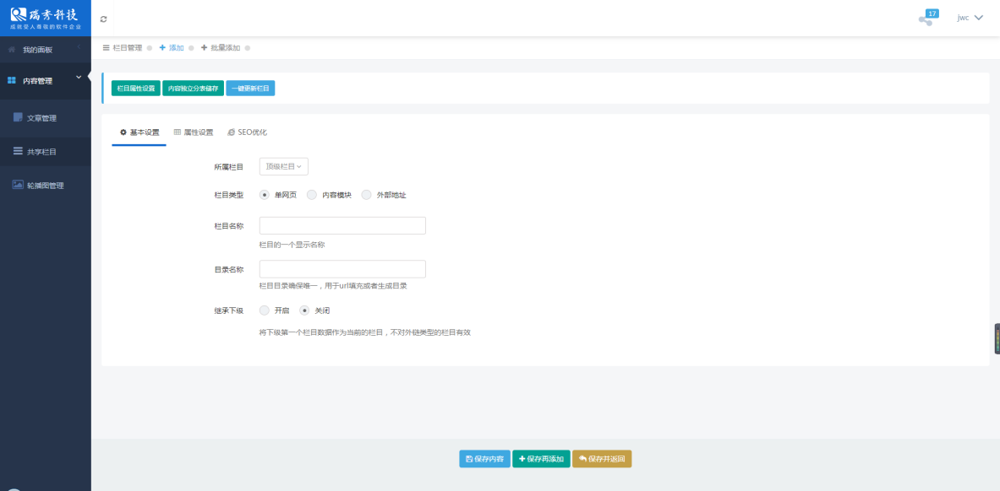 瑞秀科技
成就受人尊敬的软件企业
17
jwc
我的面板
内容管理
文章管理
共享栏目
轮播图管理
栏目管理 添加 批量添加
栏目属性设置 内容独立分表储存 一键更新栏目
基本设置 属性设置 SEO优化
所属栏目 顶级栏目
栏目类型 单网页 内容模块 外部地址
栏目名称
栏目的一个显示名称
目录名称
栏目目录确保唯一，用于url填充或者生成目录
继承下级 开启 关闭
将下级第一个栏目数据作为当前的栏目，不对外链类型的栏目有效
保存内容 保存再添加 保存并返回